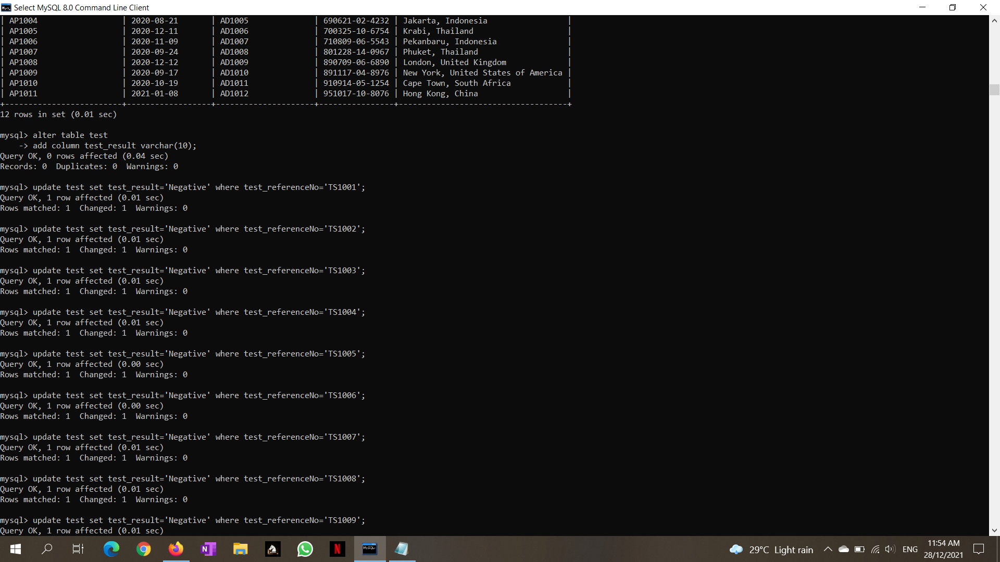 Select MySQL 8.0 Command Line Client
| AP1004                  | 2020-08-21       | AD1005              | 690621-02-4232 | Jakarta, Indonesia                 |
| AP1005                  | 2020-12-11       | AD1006              | 700325-10-6754 | Krabi, Thailand                    |
| AP1006                  | 2020-11-09       | AD1007              | 710809-06-5543 | Pekanbaru, Indonesia               |
| AP1007                  | 2020-09-24       | AD1008              | 801228-14-0967 | Phuket, Thailand                   |
| AP1008                  | 2020-12-12       | AD1009              | 890709-06-6890 | London, United Kingdom             |
| AP1009                  | 2020-09-17       | AD1010              | 891117-04-8976 | New York, United States of America |
| AP1010                  | 2020-10-19       | AD1011              | 910914-05-1254 | Cape Town, South Africa            |
| AP1011                  | 2021-01-08       | AD1012              | 951017-10-8076 | Hong Kong, China                   |
+-------------------------+------------------+---------------------+----------------+------------------------------------+
12 rows in set (0.01 sec)
mysql> alter table test
    -> add column test_result varchar(10);
Query OK, 0 rows affected (0.04 sec)
Records: 0  Duplicates: 0  Warnings: 0
mysql> update test set test_result='Negative' where test_referenceNo='TS1001';
Query OK, 1 row affected (0.01 sec)
Rows matched: 1  Changed: 1  Warnings: 0
mysql> update test set test_result='Negative' where test_referenceNo='TS1002';
Query OK, 1 row affected (0.01 sec)
Rows matched: 1  Changed: 1  Warnings: 0
mysql> update test set test_result='Negative' where test_referenceNo='TS1003';
Query OK, 1 row affected (0.01 sec)
Rows matched: 1  Changed: 1  Warnings: 0
mysql> update test set test_result='Negative' where test_referenceNo='TS1004';
Query OK, 1 row affected (0.01 sec)
Rows matched: 1  Changed: 1  Warnings: 0
mysql> update test set test_result='Negative' where test_referenceNo='TS1005';
Query OK, 1 row affected (0.00 sec)
Rows matched: 1  Changed: 1  Warnings: 0
mysql> update test set test_result='Negative' where test_referenceNo='TS1006';
Query OK, 1 row affected (0.00 sec)
Rows matched: 1  Changed: 1  Warnings: 0
mysql> update test set test_result='Negative' where test_referenceNo='TS1007';
Query OK, 1 row affected (0.01 sec)
Rows matched: 1  Changed: 1  Warnings: 0
mysql> update test set test_result='Negative' where test_referenceNo='TS1008';
Query OK, 1 row affected (0.01 sec)
Rows matched: 1  Changed: 1  Warnings: 0
mysql> update test set test_result='Negative' where test_referenceNo='TS1009';
Query OK, 1 row affected (0.01 sec)
29°C Light rain
ENG
11:54 AM
28/12/2021